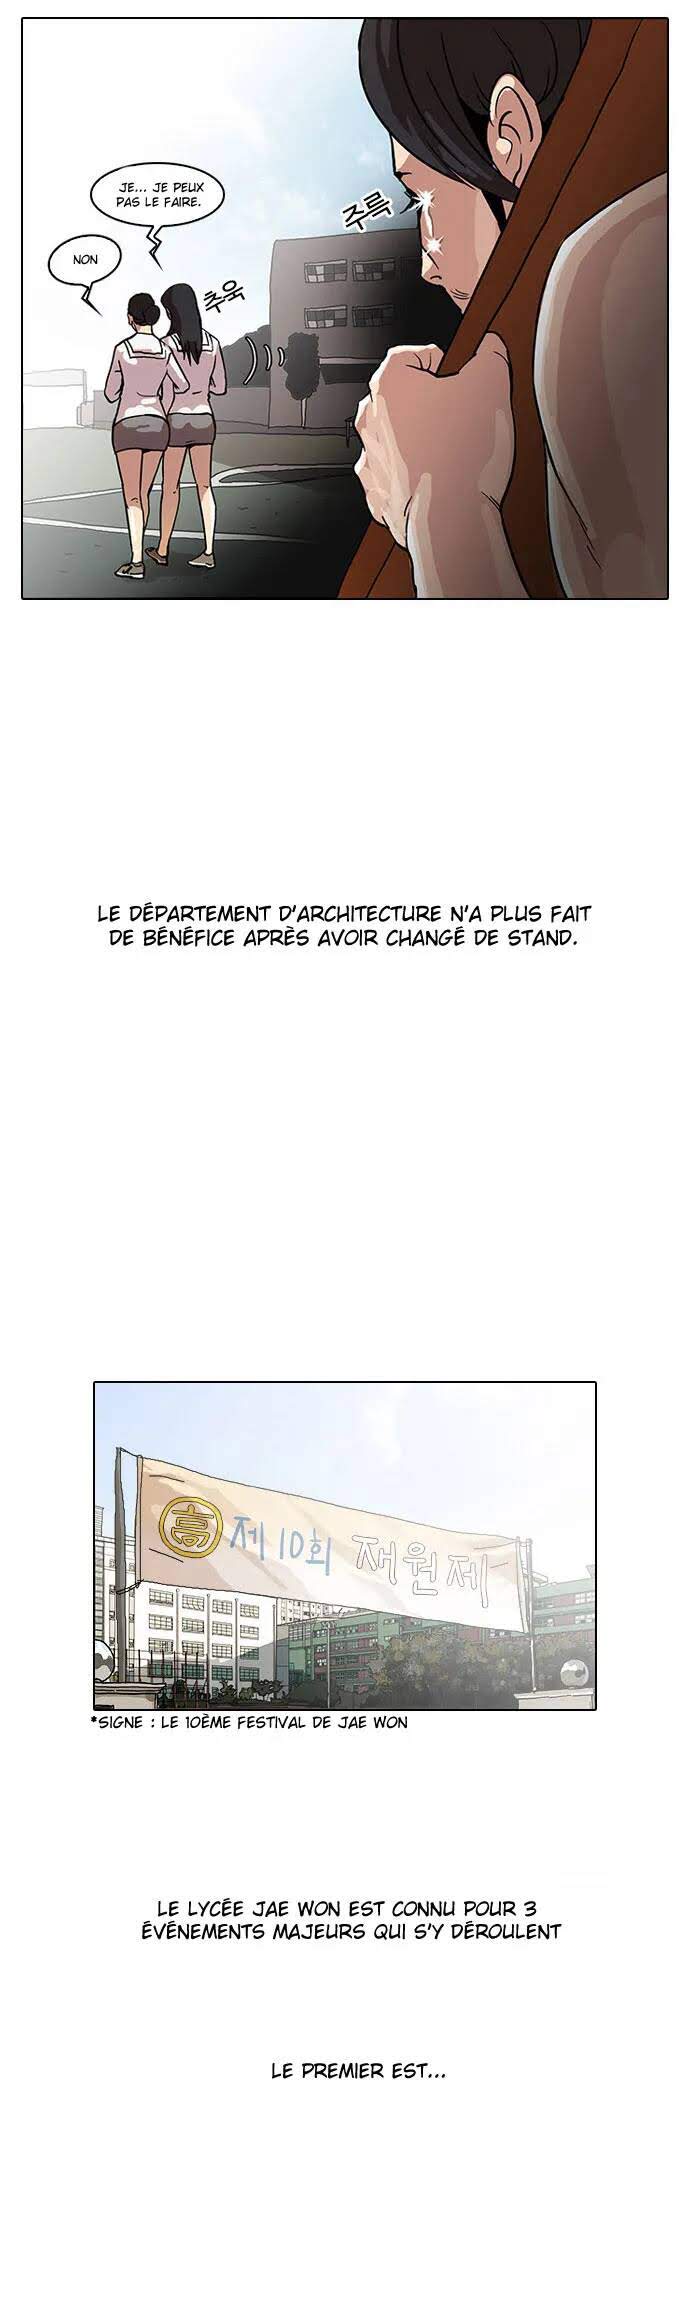 JE... JE PEUX
PAS LE FAIRE.
NON
주륵
추욱
LE DÉPARTEMENT D'ARCHITECTURE N'A PLUS FAIT
DE BÉNÉFICE APRÈS AVOIR CHANGÉ DE STAND.
高 제10회 재원제
*SIGNE : LE 10ÈME FESTIVAL DE JAE WON
LE LYCÉE JAE WON EST CONNU POUR 3
ÉVÉNEMENTS MAJEURS QUI S'Y DÉROULENT
LE PREMIER EST...